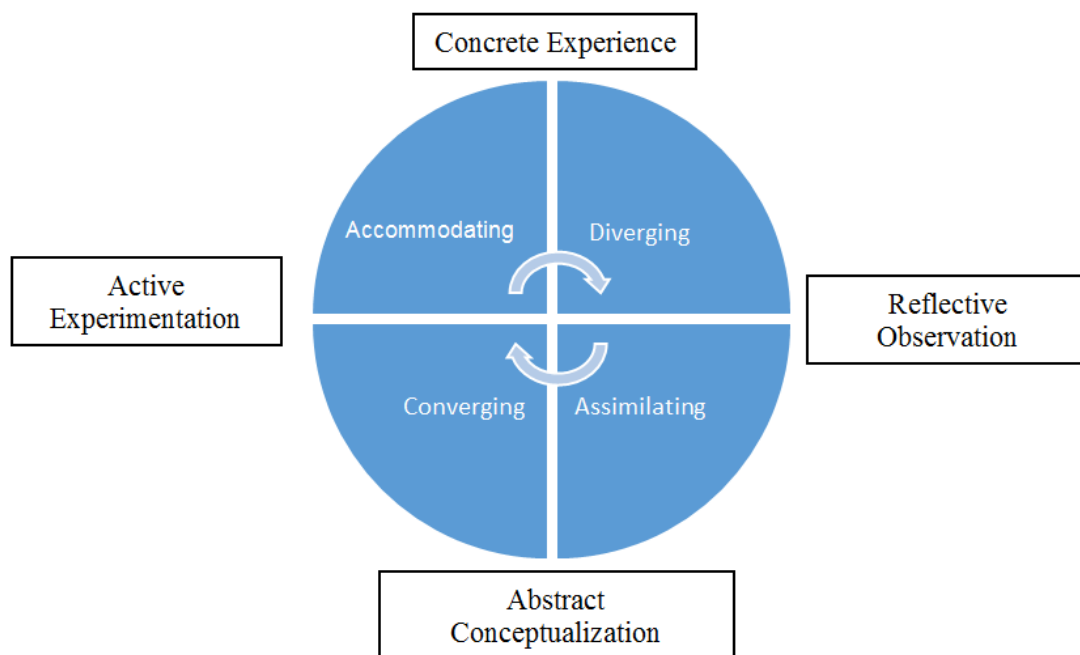 Concrete Experience
Accommodating
Diverging
Active
Experimentation
Reflective
Observation
Converging
Assimilating
Abstract
Conceptualization